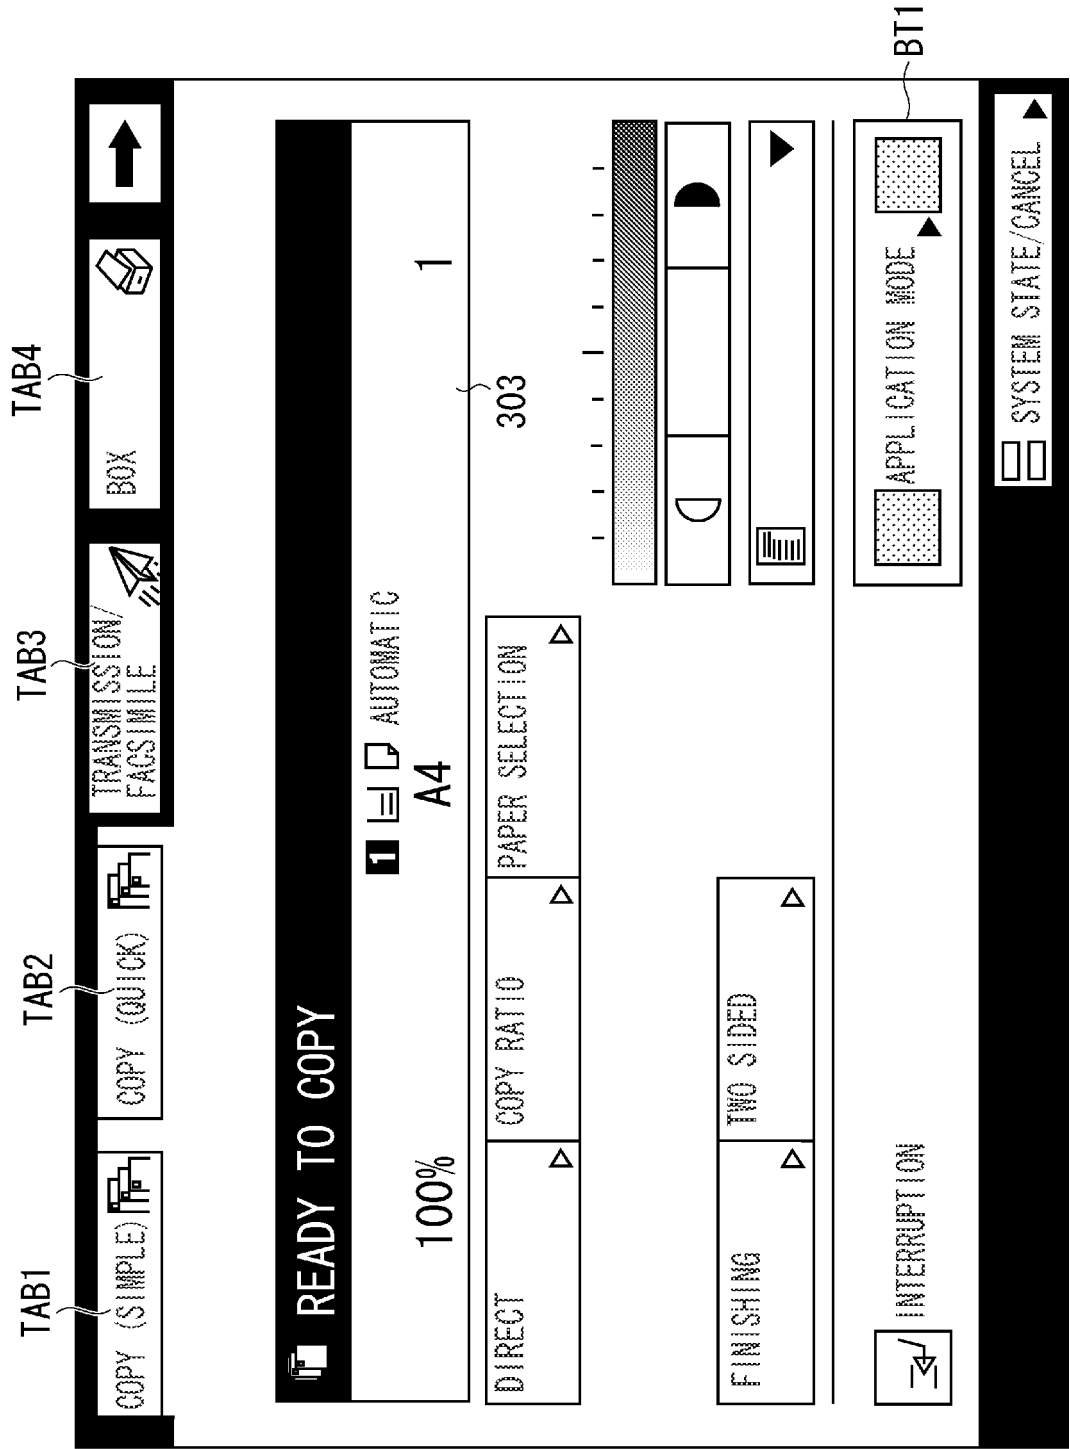 TAB1
TAB2
TAB3
TAB4
COPY (SIMPLE)
COPY (QUICK)
TRANSMISSION/
FACSIMILE
BOX
READY TO COPY
1 AUTOMATIC
100% A4 1
303
DIRECT COPY RATIO PAPER SELECTION
FINISHING TWO SIDED
INTERRUPTION
APPLICATION MODE
BT1
SYSTEM STATE/CANCEL